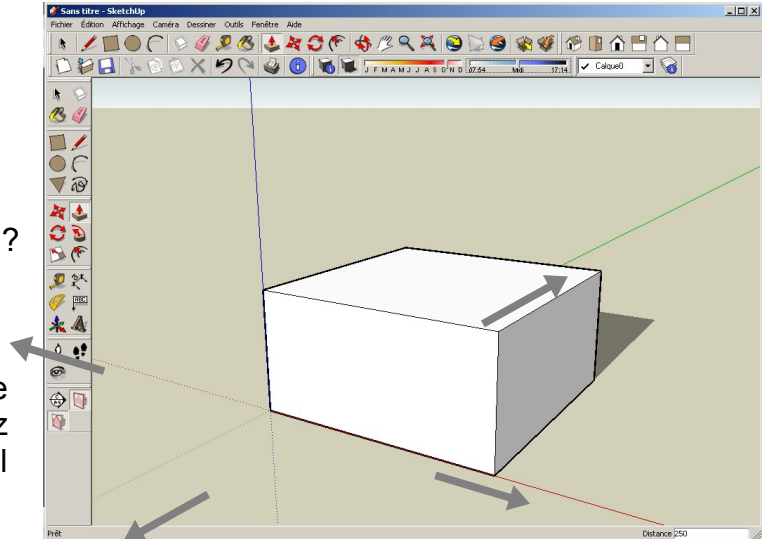 Sans titre - SketchUp
Fichier Édition Affichage Caméra Dessiner Outils Fenêtre Aide
J F M A M J J A S O N D 07:54 Midi 17:14 Calque0
ABC
?
e
z
l
Prêt Distance 250